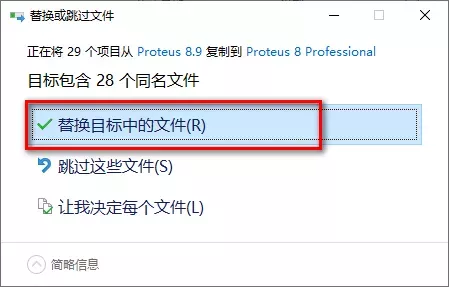 替换或跳过文件
正在将 29 个项目从 Proteus 8.9 复制到 Proteus 8 Professional
目标包含 28 个同名文件
替换目标中的文件(R)
跳过这些文件(S)
让我决定每个文件(L)
简略信息